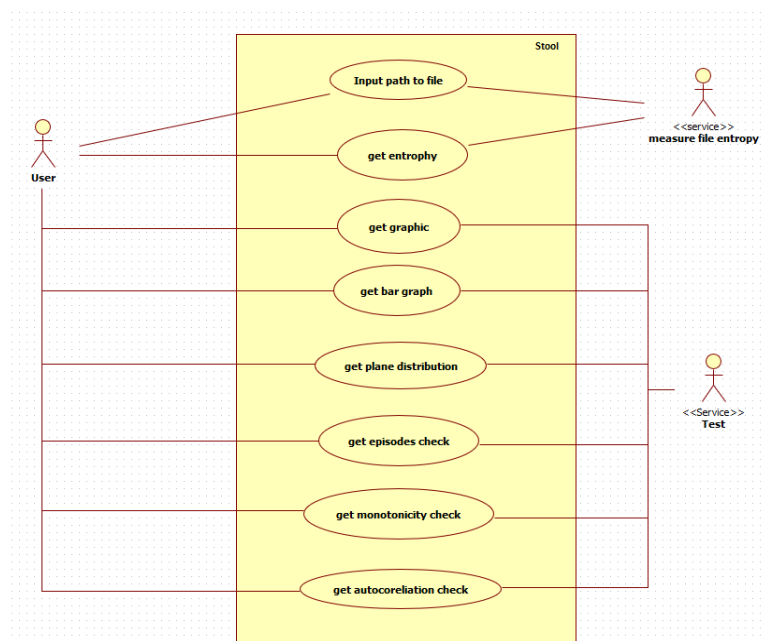 Stool
Input path to file
<<service>>
measure file entropy
get entrophy
User
get graphic
get bar graph
get plane distribution
<<Service>>
Test
get episodes check
get monotonicity check
get autocoreliation check